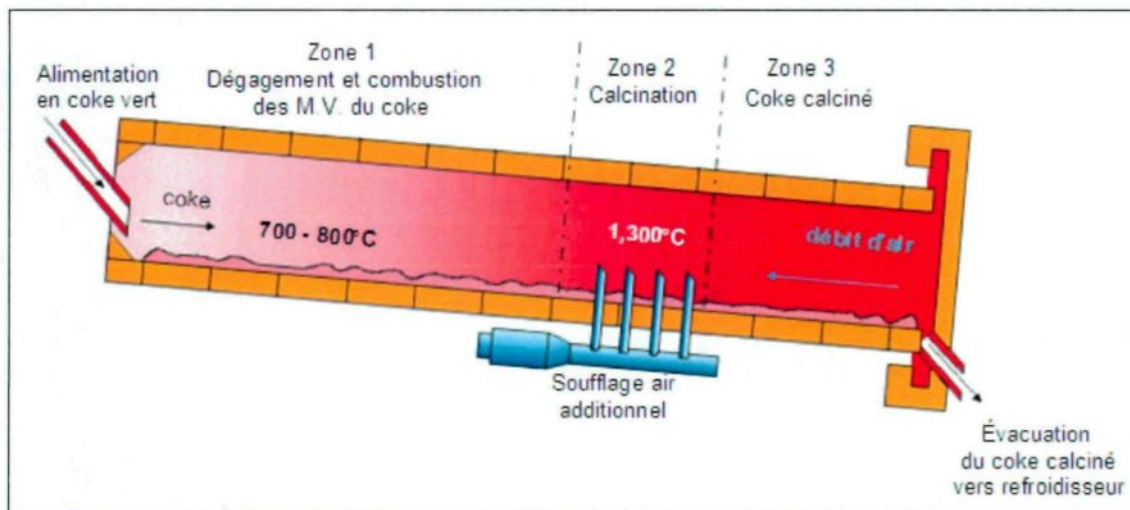 Alimentation
en coke vert
Zone 1
Dégagement et combustion
des M.V. du coke
Zone 2
Calcination
Zone 3
Coke calciné
coke
700 - 800°C
1,300°C
débit d'air
Soufflage air
additionnel
Évacuation
du coke calciné
vers refroidisseur